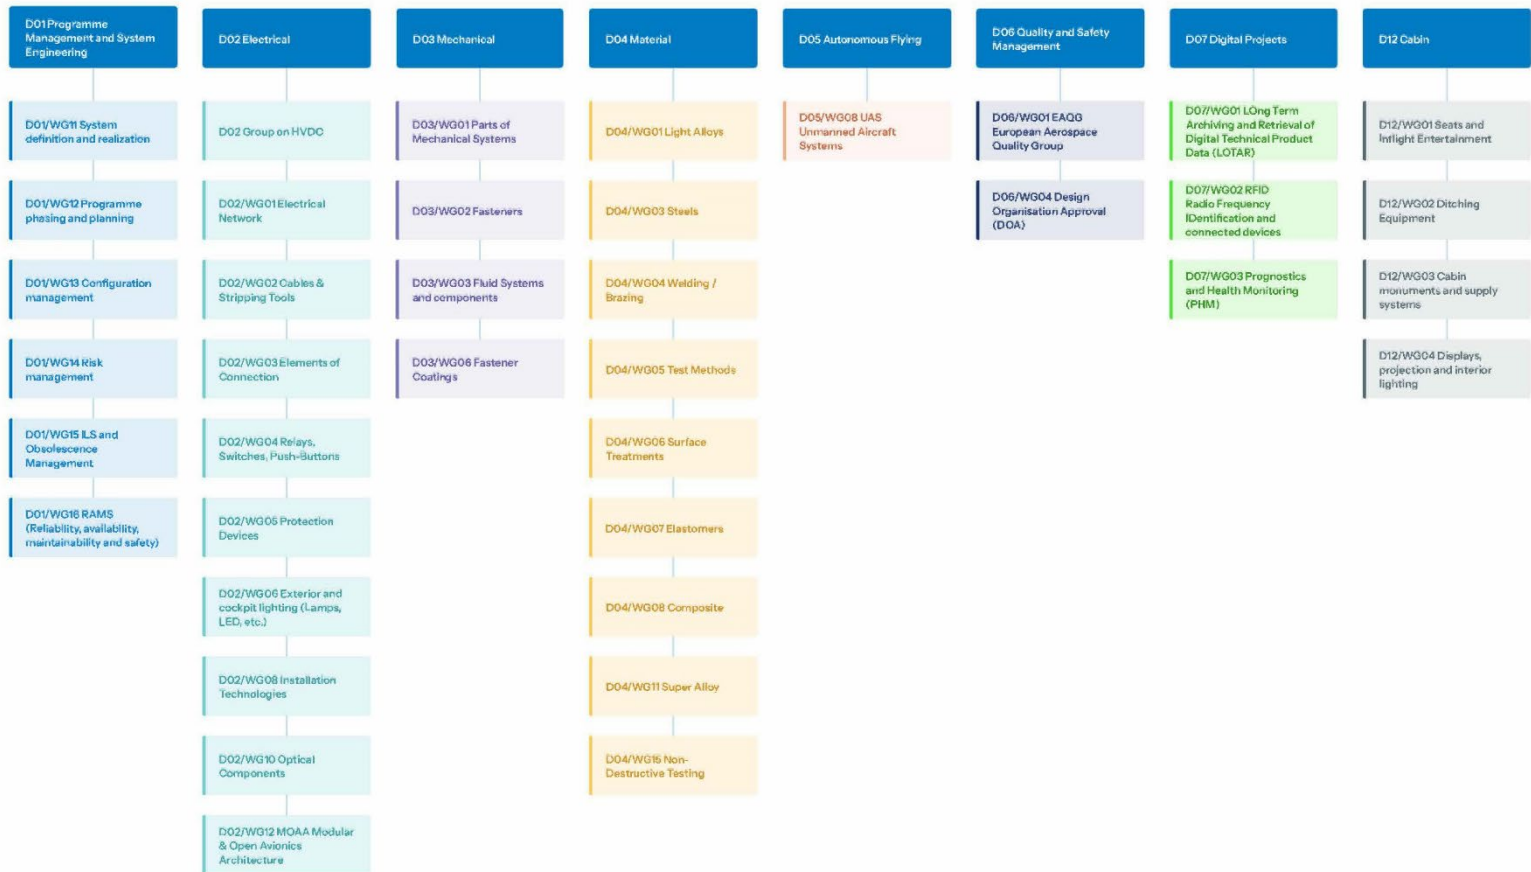 D01 Programme
Management and System
Engineering
D01/WG11 System
definition and realization
D01/WG12 Programme
phasing and planning
D01/WG13 Configuration
management
D01/WG14 Risk
management
D01/WG15 ILS and
Obsolescence
Management
D01/WG16 RAMS
(Reliability, availability,
maintainability and safety)
D02 Electrical
D02 Group on HVDC
D02/WG01 Electrical
Network
D02/WG02 Cables &
Stripping Tools
D02/WG03 Elements of
Connection
D02/WG04 Relays,
Switches, Push-Buttons
D02/WG05 Protection
Devices
D02/WG06 Exterior and
cockpit lighting (Lamps,
LED, etc.)
D02/WG08 Installation
Technologies
D02/WG10 Optical
Components
D02/WG12 MOAA Modular
& Open Avionics
Architecture
D03 Mechanical
D03/WG01 Parts of
Mechanical Systems
D03/WG02 Fasteners
D03/WG03 Fluid Systems
and components
D03/WG06 Fastener
Coatings
D04 Material
D04/WG01 Light Alloys
D04/WG03 Steels
D04/WG04 Welding /
Brazing
D04/WG05 Test Methods
D04/WG06 Surface
Treatments
D04/WG07 Elastomers
D04/WG08 Composite
D04/WG11 Super Alloy
D04/WG15 Non-
Destructive Testing
D05 Autonomous Flying
D05/WG08 UAS
Unmanned Aircraft
Systems
D06 Quality and Safety
Management
D06/WG01 EAQG
European Aerospace
Quality Group
D06/WG04 Design
Organisation Approval
(DOA)
D07 Digital Projects
D07/WG01 LOng Term
Archiving and Retrieval of
Digital Technical Product
Data (LOTAR)
D07/WG02 RFID
Radio Frequency
IDentification and
connected devices
D07/WG03 Prognostics
and Health Monitoring
(PHM)
D12 Cabin
D12/WG01 Seats and
Inflight Entertainment
D12/WG02 Ditching
Equipment
D12/WG03 Cabin
monuments and supply
systems
D12/WG04 Displays,
projection and interior
lighting